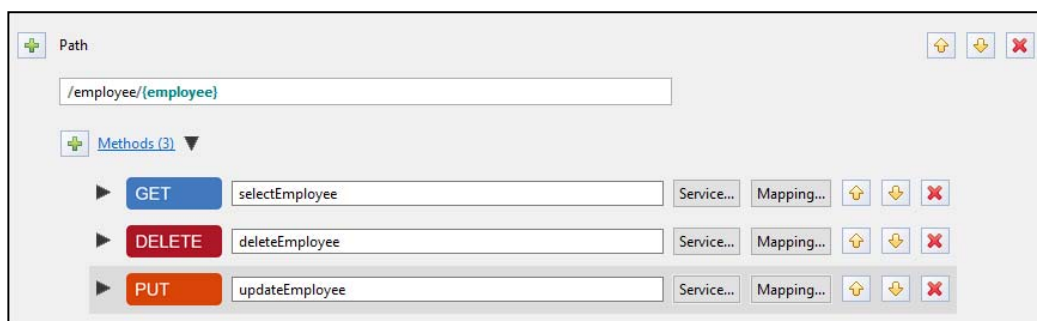 Path
/employee/{employee}
Methods (3)
GET selectEmployee Service... Mapping...
DELETE deleteEmployee Service... Mapping...
PUT updateEmployee Service... Mapping...